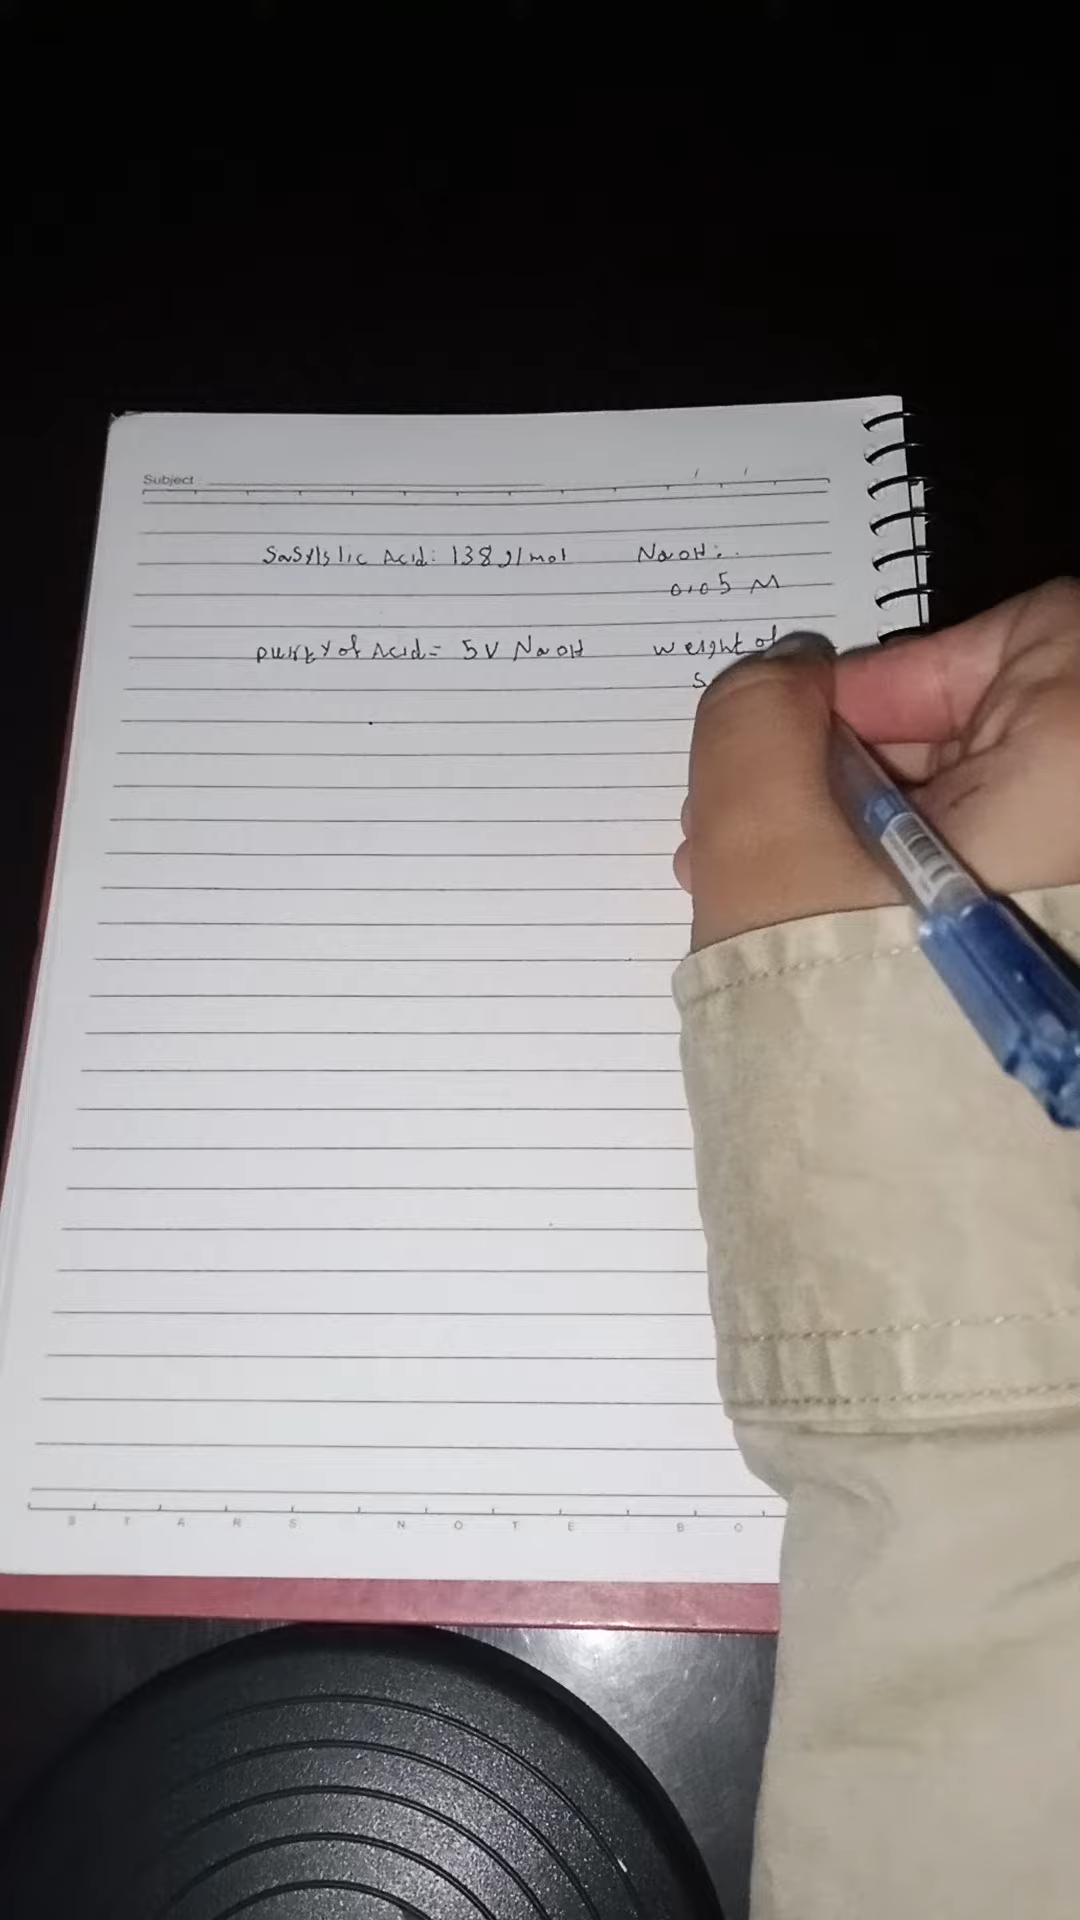 Subject
Sasylslic Acid: 138 g/mol NaOH:
0.05 M
purity of Acid = 5V NaOH weight of
S
S T A R S N O T E B O